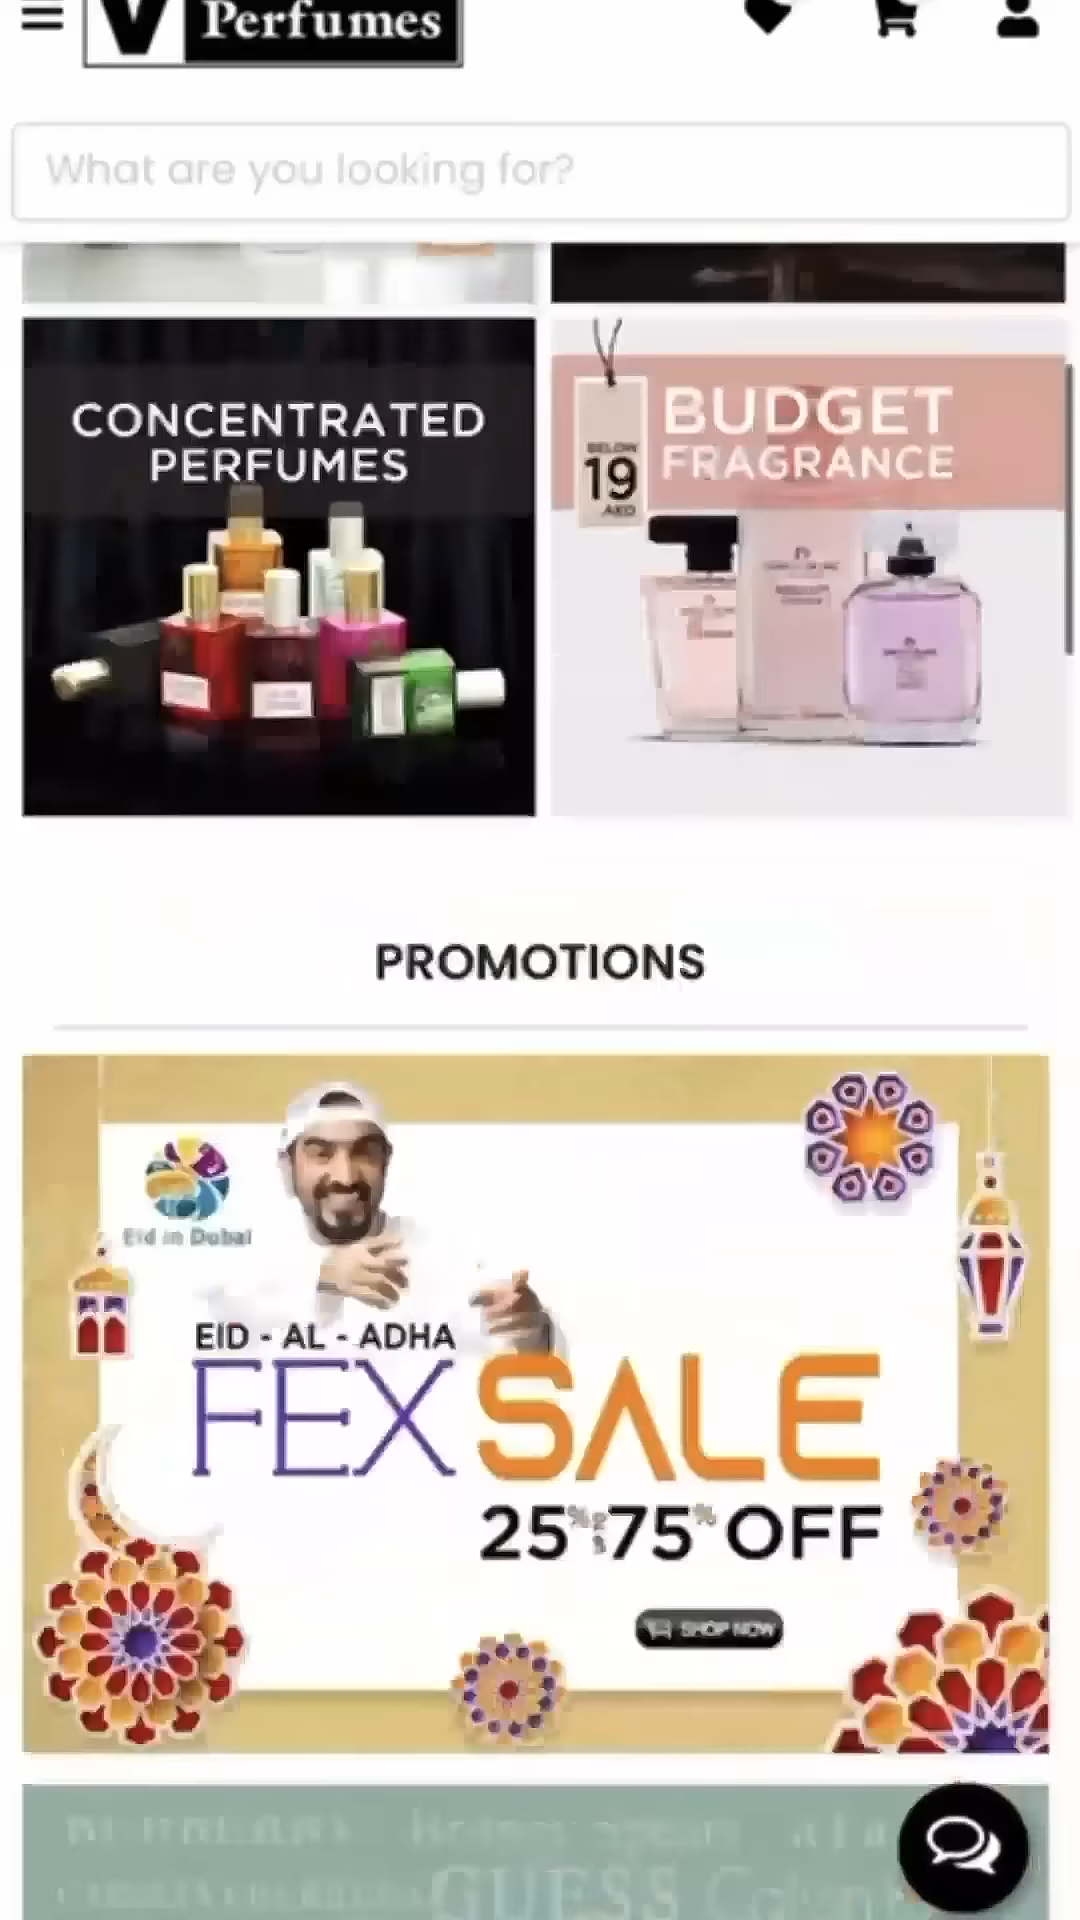 V Perfumes
What are you looking for?
CONCENTRATED
PERFUMES
BELOW
19
AED
BUDGET
FRAGRANCE
PROMOTIONS
Eid in Dubai
EID - AL - ADHA
FEX SALE
25% 75% OFF
SHOP NOW
GUESS